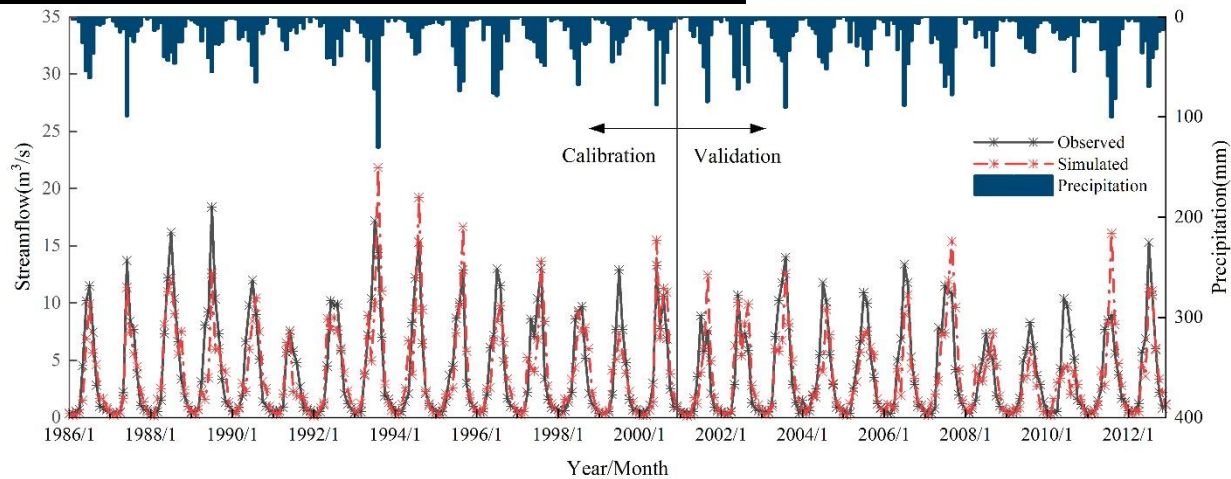 35
30
25
20
15
10
5
0
Streamflow(m³/s)
1986/1 1988/1 1990/1 1992/1 1994/1 1996/1 1998/1 2000/1 2002/1 2004/1 2006/1 2008/1 2010/1 2012/1
Year/Month
Calibration Validation
Observed
Simulated
Precipitation
0
100
200
300
400
Precipitation(mm)